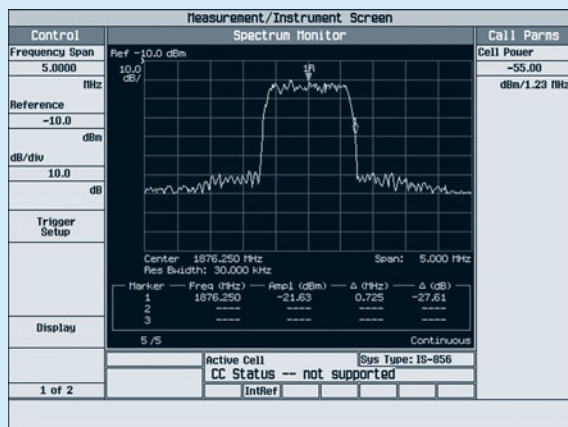 Measurement/Instrument Screen
Control
Spectrum Monitor
Call Parms
Frequency Span
5.0000
MHz
Reference
-10.0
dBm
dB/div
10.0
dB
Trigger
Setup
Display
1 of 2
Ref -10.0 dBm
10.0
dB/
1R
Center 1876.250 MHz Span: 5.000 MHz
Res Bwidth: 30.000 kHz
Marker Freq (MHz) Ampl (dBm) Δ (MHz) Δ (dB)
1 1876.250 -21.63 0.725 -27.61
2 ---- ---- ---- ----
3 ---- ---- ---- ----
5/5 Continuous
Cell Power
-55.00
dBm/1.23 MHz
Active Cell
Sys Type: IS-856
CC Status -- not supported
IntRef